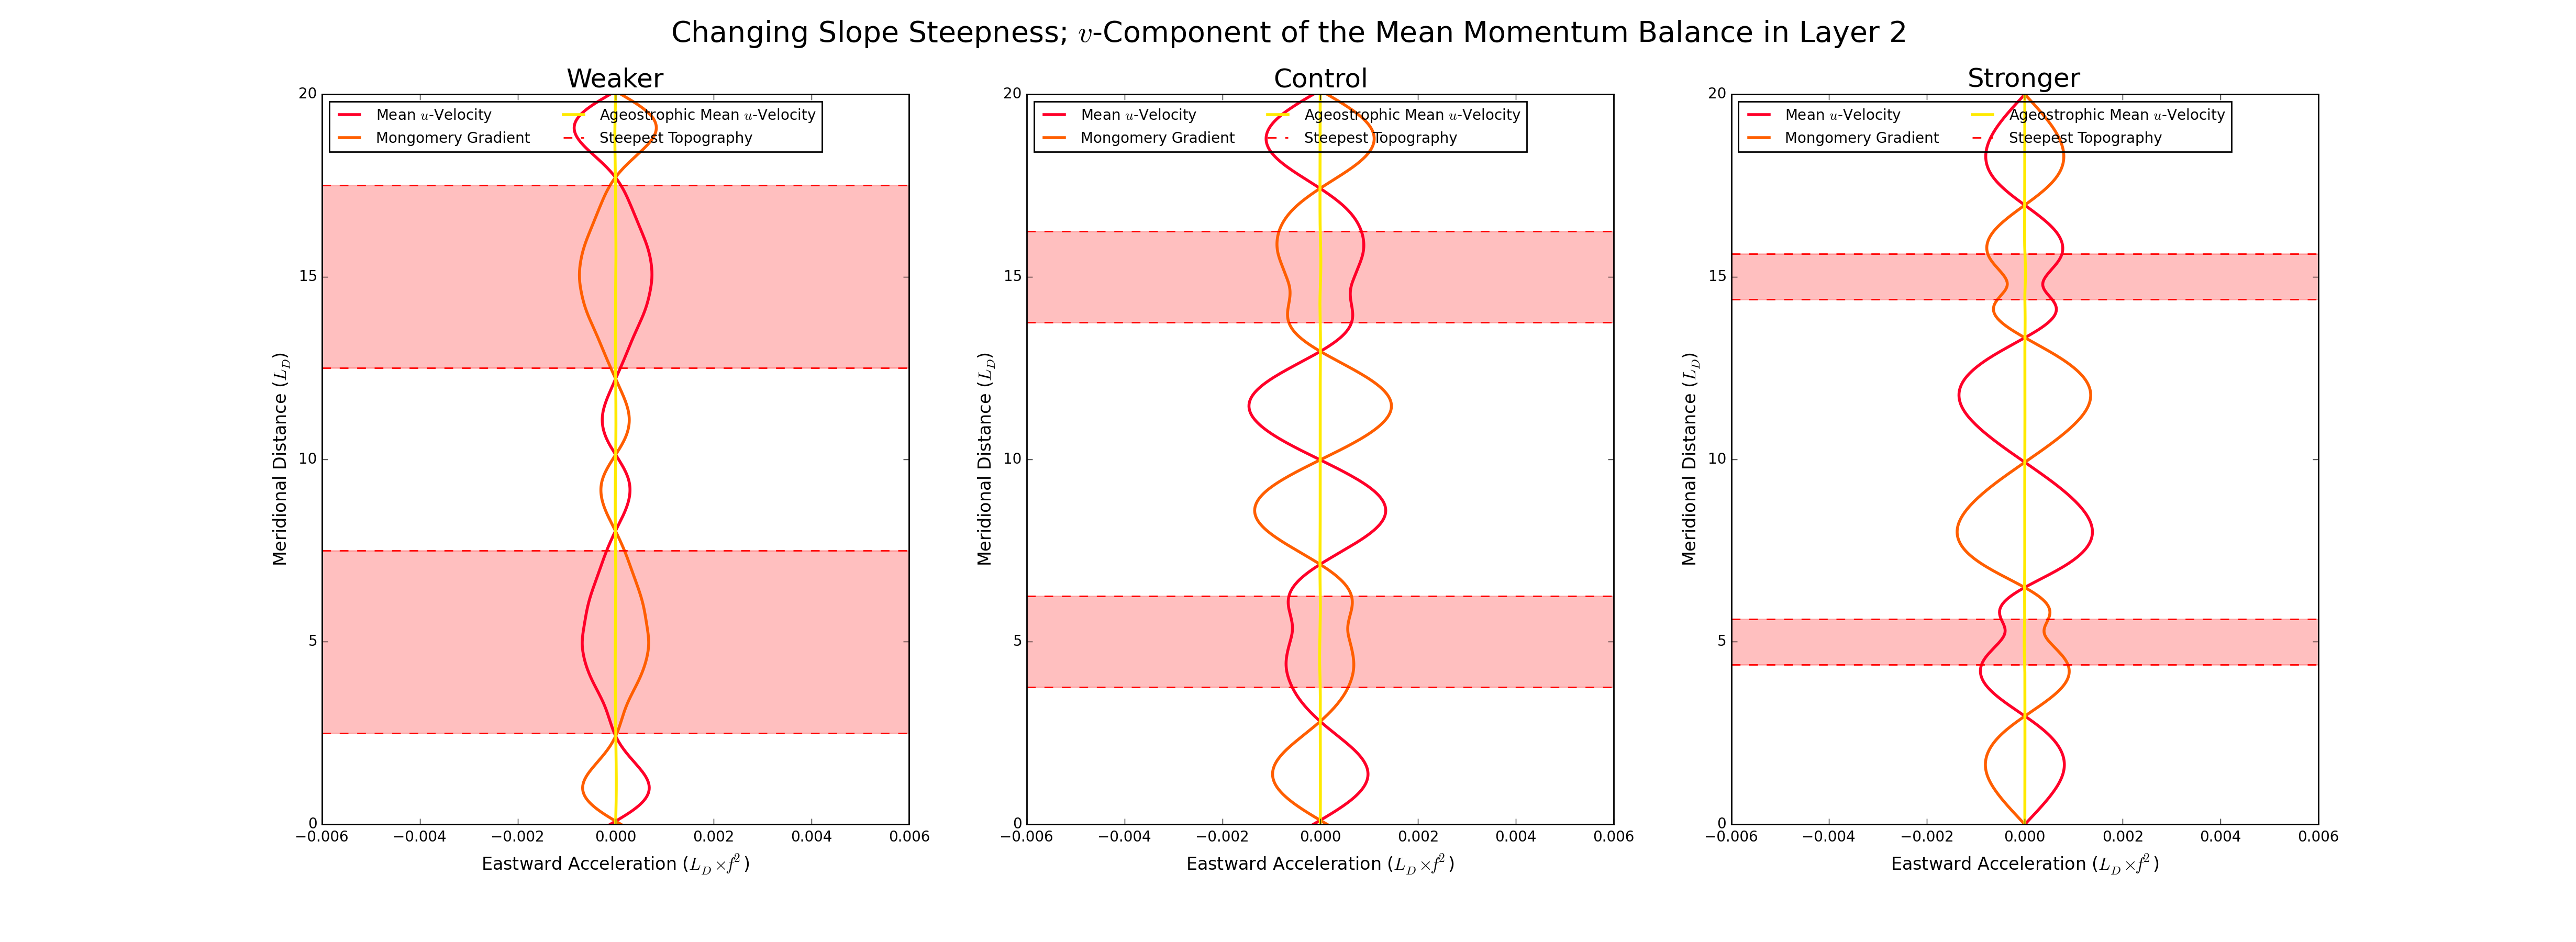 Changing Slope Steepness; v-Component of the Mean Momentum Balance in Layer 2
Weaker
Mean u-Velocity
Mongomery Gradient
Ageostrophic Mean u-Velocity
Steepest Topography
20
15
10
5
0
Meridional Distance (L_D)
−0.006 −0.004 −0.002 0.000 0.002 0.004 0.006
Eastward Acceleration (L_D×f²)
Control
Mean u-Velocity
Mongomery Gradient
Ageostrophic Mean u-Velocity
Steepest Topography
20
15
10
5
0
Meridional Distance (L_D)
−0.006 −0.004 −0.002 0.000 0.002 0.004 0.006
Eastward Acceleration (L_D×f²)
Stronger
Mean u-Velocity
Mongomery Gradient
Ageostrophic Mean u-Velocity
Steepest Topography
20
15
10
5
0
Meridional Distance (L_D)
−0.006 −0.004 −0.002 0.000 0.002 0.004 0.006
Eastward Acceleration (L_D×f²)